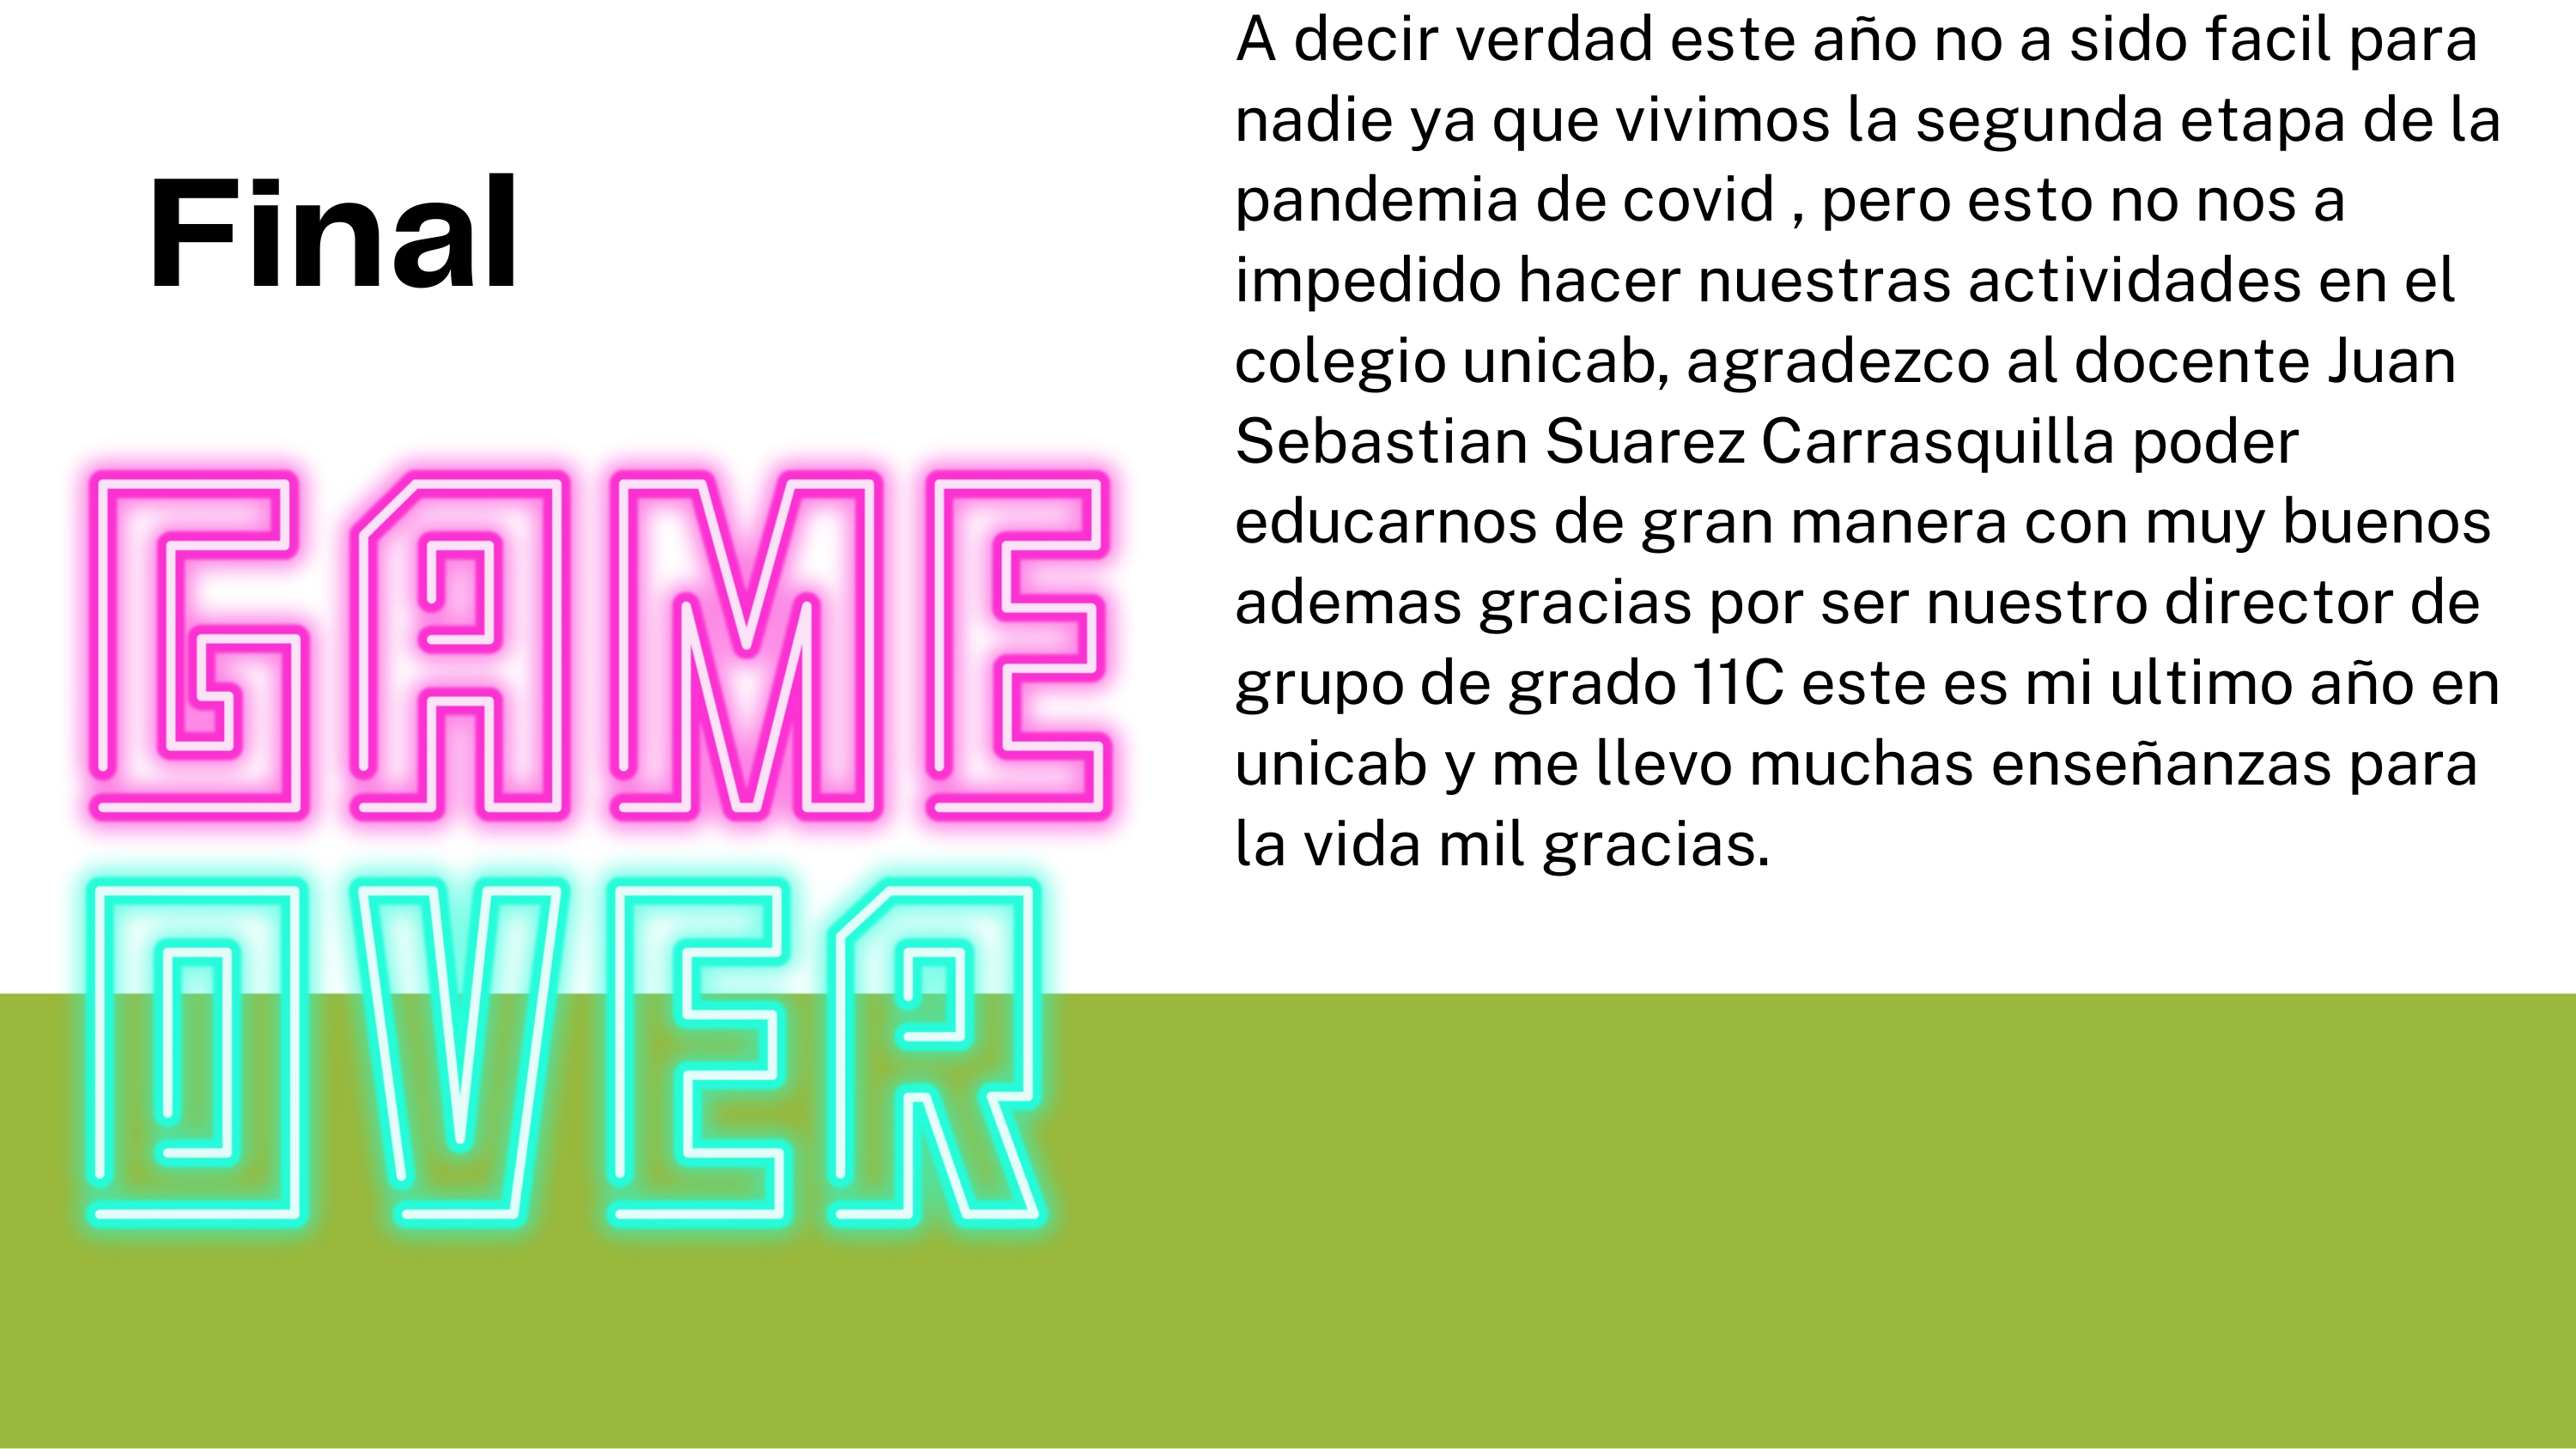 Final
GAME
OVER
A decir verdad este año no a sido facil para
nadie ya que vivimos la segunda etapa de la
pandemia de covid , pero esto no nos a
impedido hacer nuestras actividades en el
colegio unicab, agradezco al docente Juan
Sebastian Suarez Carrasquilla poder
educarnos de gran manera con muy buenos
ademas gracias por ser nuestro director de
grupo de grado 11C este es mi ultimo año en
unicab y me llevo muchas enseñanzas para
la vida mil gracias.